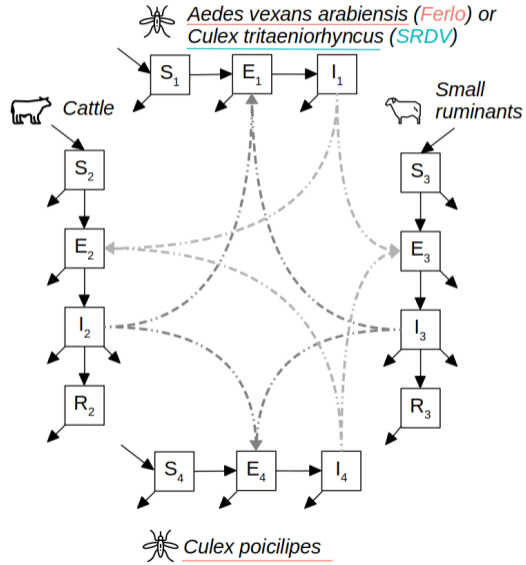 Aedes vexans arabiensis (Ferlo) or
Culex tritaeniorhyncus (SRDV)
S1 E1 I1
Cattle
Small
ruminants
S2 S3
E2 E3
I2 I3
R2 R3
S4 E4 I4
Culex poicilipes